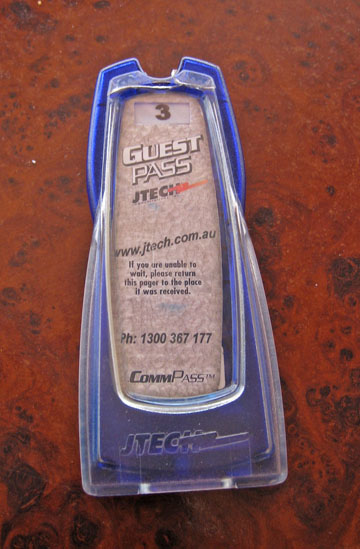 3
GUEST
PASS
JTECH
www.jtech.com.au
If you are unable to
wait, please return
this pager to the place
it was received.
Ph: 1300 367 177
COMMPASS™
JTECH